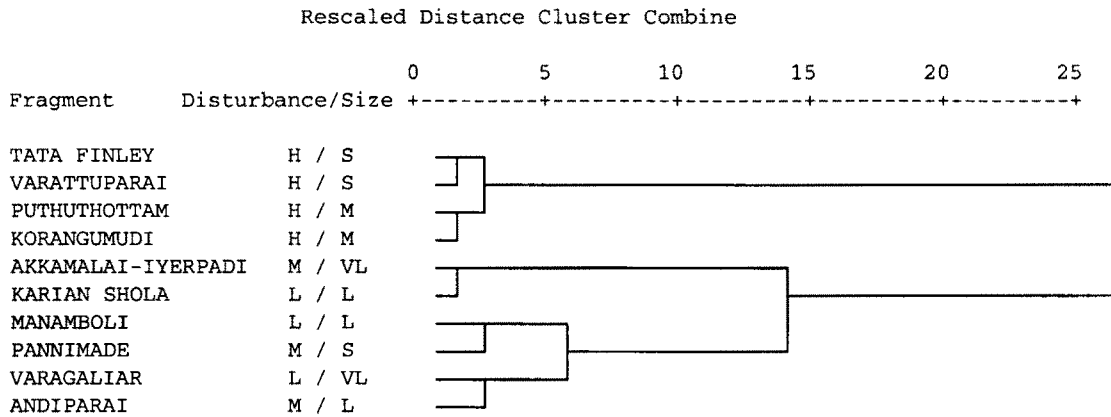 Rescaled Distance Cluster Combine
0 5 10 15 20 25
Fragment Disturbance/Size +---------+---------+---------+---------+---------+
TATA FINLEY H / S
VARATTUPARAI H / S
PUTHUTHOTTAM H / M
KORANGUMUDI H / M
AKKAMALAI-IYERPADI M / VL
KARIAN SHOLA L / L
MANAMBOLI L / L
PANNIMADE M / S
VARAGALIAR L / VL
ANDIPARAI M / L